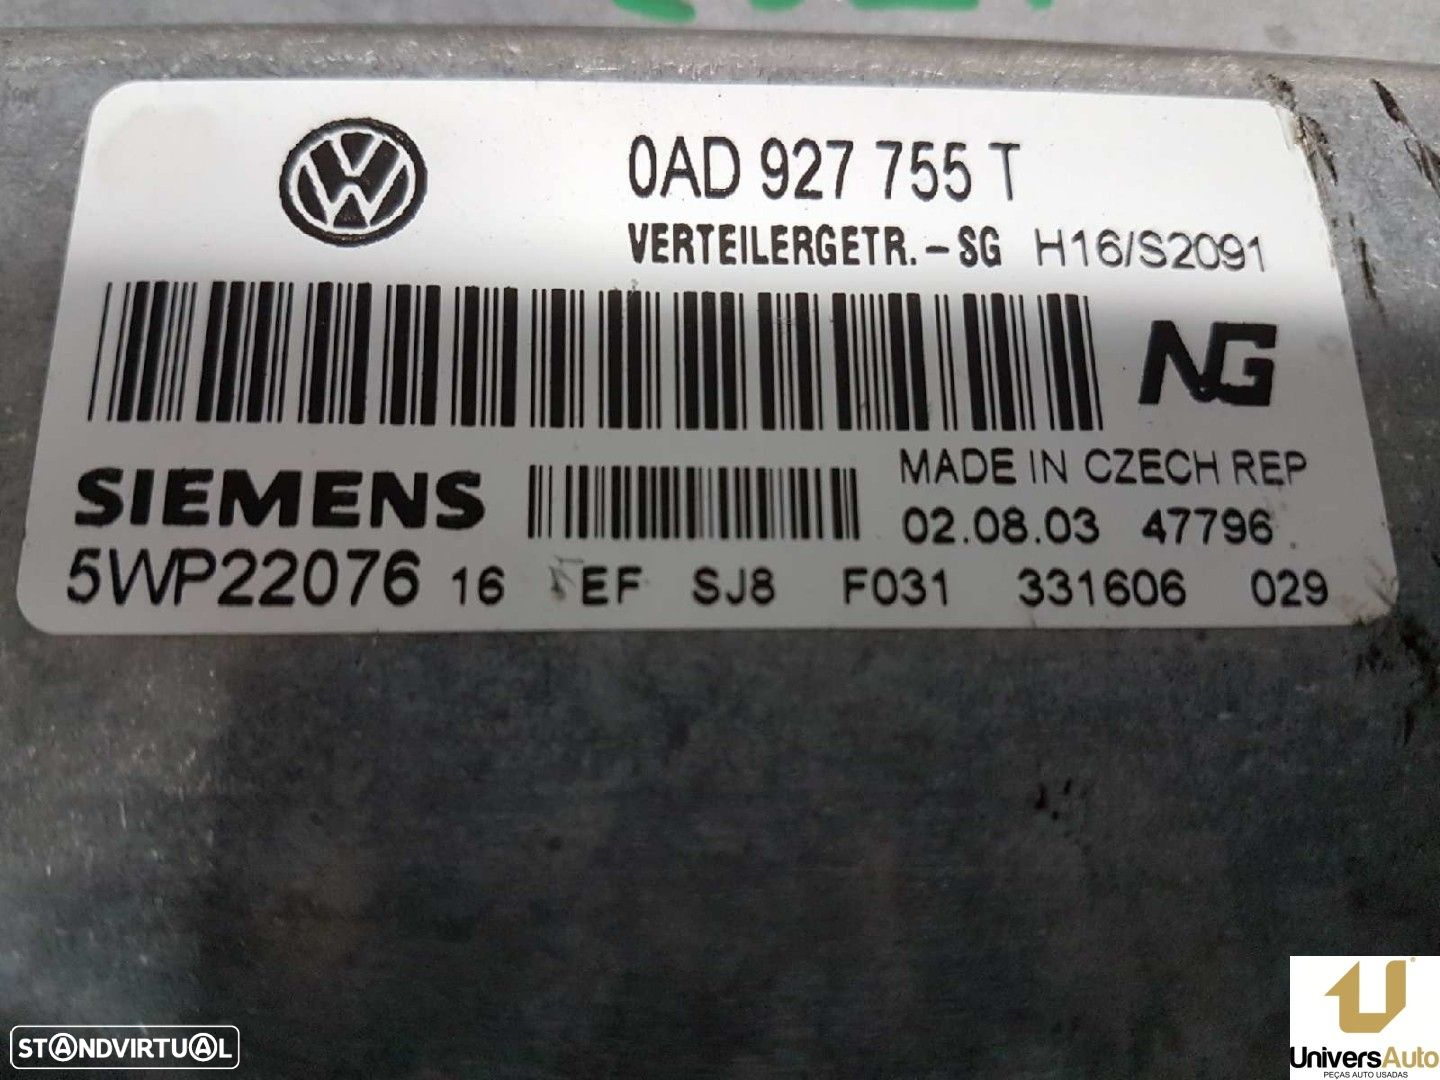 0AD 927 755 T
VERTEILERGETR.-SG H16/S2091
NG
SIEMENS
MADE IN CZECH REP
02.08.03 47796
5WP22076 16 EF SJ8 F031 331606 029
STANDVIRTUAL
UniversAuto
PEÇAS AUTO USADAS